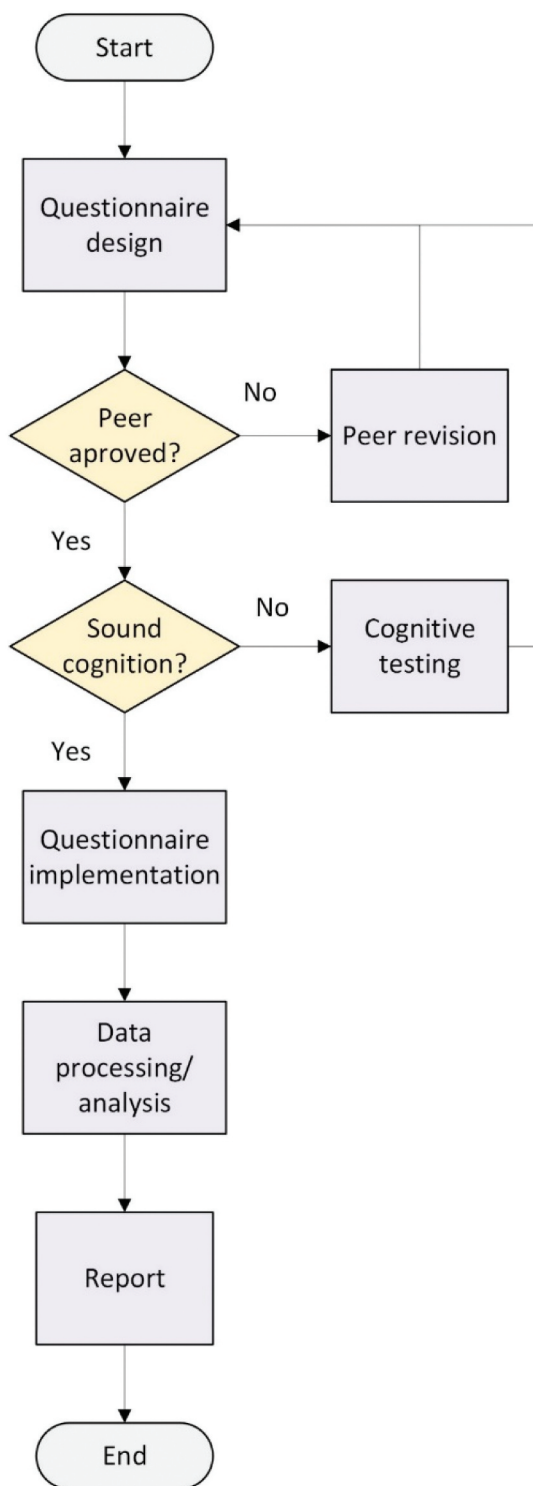 Start
Questionnaire
design
Peer
aproved?
No
Peer revision
Yes
Sound
cognition?
No
Cognitive
testing
Yes
Questionnaire
implementation
Data
processing/
analysis
Report
End